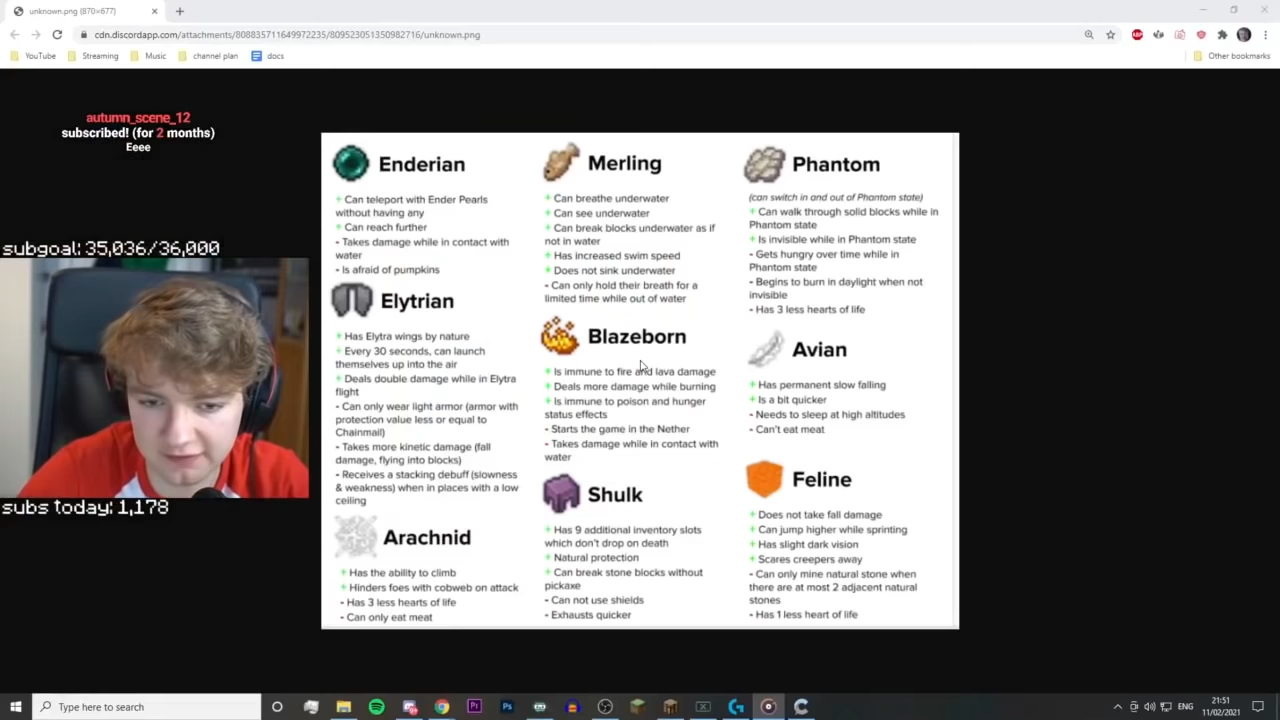 unknown.png (870×677)
cdn.discordapp.com/attachments/808835711649972235/809523051350982716/unknown.png
ABP
YouTube
Streaming
Music
channel plan
docs
Other bookmarks
autumn_scene_12
subscribed! (for 2 months)
Eeee
subgoal: 35,036/36,000
subs today: 1,178
Enderian
+ Can teleport with Ender Pearls
without having any
+ Can reach further
- Takes damage while in contact with
water
- Is afraid of pumpkins
Elytrian
+ Has Elytra wings by nature
+ Every 30 seconds, can launch
themselves up into the air
+ Deals double damage while in Elytra
flight
- Can only wear light armor (armor with
protection value less or equal to
Chainmail)
- Takes more kinetic damage (fall
damage, flying into blocks)
- Receives a stacking debuff (slowness
& weakness) when in places with a low
ceiling
Arachnid
+ Has the ability to climb
+ Hinders foes with cobweb on attack
- Has 3 less hearts of life
- Can only eat meat
Merling
+ Can breathe underwater
+ Can see underwater
+ Can break blocks underwater as if
not in water
+ Has increased swim speed
+ Does not sink underwater
- Can only hold their breath for a
limited time while out of water
Blazeborn
+ Is immune to fire and lava damage
+ Deals more damage while burning
+ Is immune to poison and hunger
status effects
- Starts the game in the Nether
- Takes damage while in contact with
water
Shulk
+ Has 9 additional inventory slots
which don't drop on death
+ Natural protection
+ Can break stone blocks without
pickaxe
- Can not use shields
- Exhausts quicker
Phantom
(can switch in and out of Phantom state)
+ Can walk through solid blocks while in
Phantom state
+ Is invisible while in Phantom state
- Gets hungry over time while in
Phantom state
- Begins to burn in daylight when not
invisible
- Has 3 less hearts of life
Avian
+ Has permanent slow falling
+ Is a bit quicker
- Needs to sleep at high altitudes
- Can't eat meat
Feline
+ Does not take fall damage
+ Can jump higher while sprinting
+ Has slight dark vision
+ Scares creepers away
- Can only mine natural stone when
there are at most 2 adjacent natural
stones
- Has 1 less heart of life
Type here to search
Pr
Ps
ENG
21:51
11/02/2021